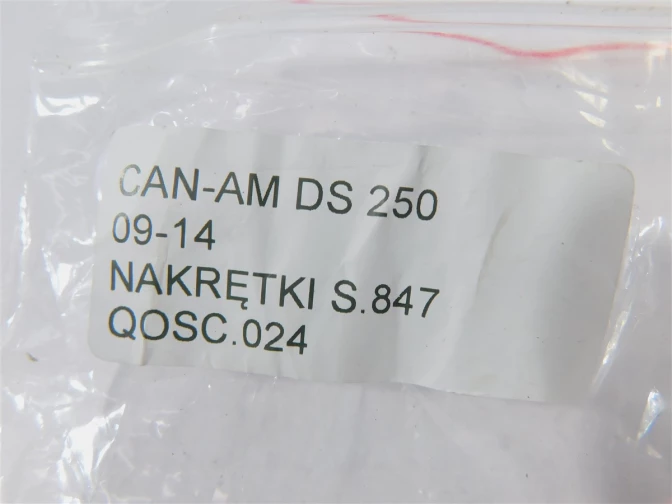 CAN-AM DS 250
09-14
NAKRĘTKI S.847
QOSC.024